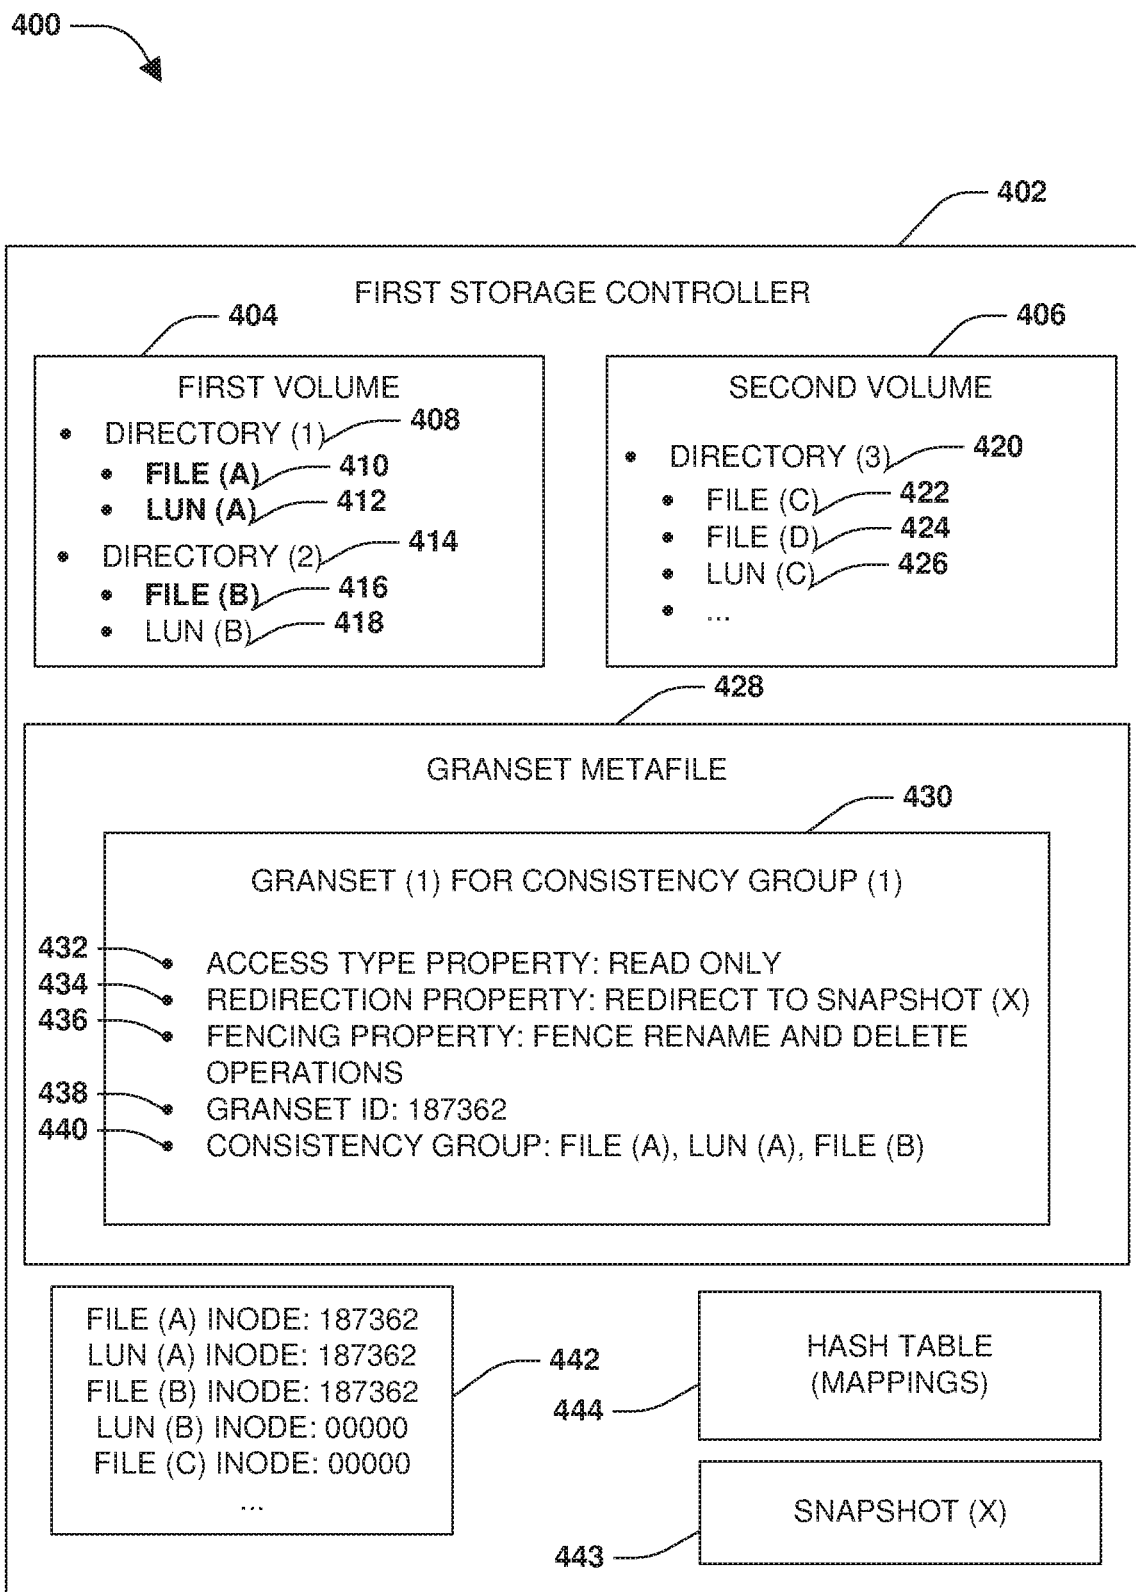 400
402
FIRST STORAGE CONTROLLER
404
406
FIRST VOLUME
• DIRECTORY (1) 408
• FILE (A) 410
• LUN (A) 412
• DIRECTORY (2) 414
• FILE (B) 416
• LUN (B) 418
SECOND VOLUME
• DIRECTORY (3) 420
• FILE (C) 422
• FILE (D) 424
• LUN (C) 426
• ...
428
GRANSET METAFILE
430
GRANSET (1) FOR CONSISTENCY GROUP (1)
432 • ACCESS TYPE PROPERTY: READ ONLY
434 • REDIRECTION PROPERTY: REDIRECT TO SNAPSHOT (X)
436 • FENCING PROPERTY: FENCE RENAME AND DELETE
OPERATIONS
438 • GRANSET ID: 187362
440 • CONSISTENCY GROUP: FILE (A), LUN (A), FILE (B)
FILE (A) INODE: 187362
LUN (A) INODE: 187362
FILE (B) INODE: 187362
LUN (B) INODE: 00000
FILE (C) INODE: 00000
...
442
HASH TABLE
(MAPPINGS)
444
SNAPSHOT (X)
443